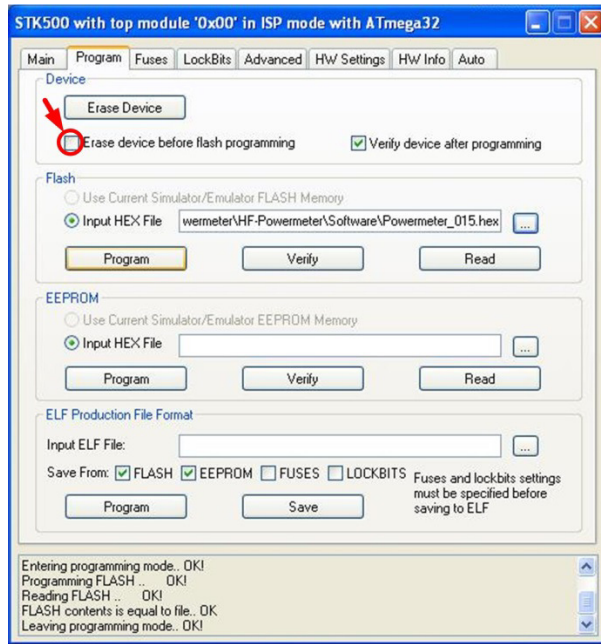 STK500 with top module '0x00' in ISP mode with ATmega32
Main Program Fuses LockBits Advanced HW Settings HW Info Auto
Device
Erase Device
Erase device before flash programming Verify device after programming
Flash
Use Current Simulator/Emulator FLASH Memory
Input HEX File wermeter\HF-Powermeter\Software\Powermeter_015.hex ...
Program Verify Read
EEPROM
Use Current Simulator/Emulator EEPROM Memory
Input HEX File ...
Program Verify Read
ELF Production File Format
Input ELF File: ...
Save From: FLASH EEPROM FUSES LOCKBITS Fuses and lockbits settings
must be specified before
Program Save saving to ELF
Entering programming mode.. OK!
Programming FLASH .. OK!
Reading FLASH .. OK!
FLASH contents is equal to file.. OK
Leaving programming mode.. OK!